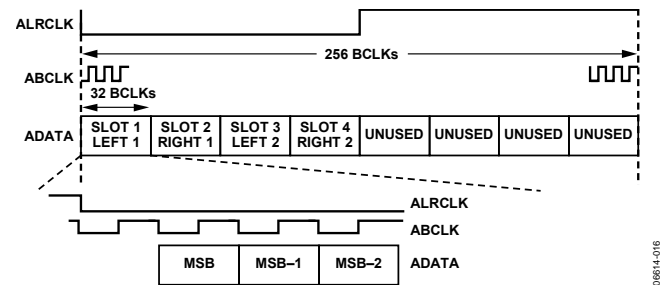 ALRCLK
256 BCLKs
ABCLK
32 BCLKs
ADATA
SLOT 1 LEFT 1
SLOT 2 RIGHT 1
SLOT 3 LEFT 2
SLOT 4 RIGHT 2
UNUSED
UNUSED
UNUSED
UNUSED
ALRCLK
ABCLK
MSB
MSB–1
MSB–2
ADATA
06614-016